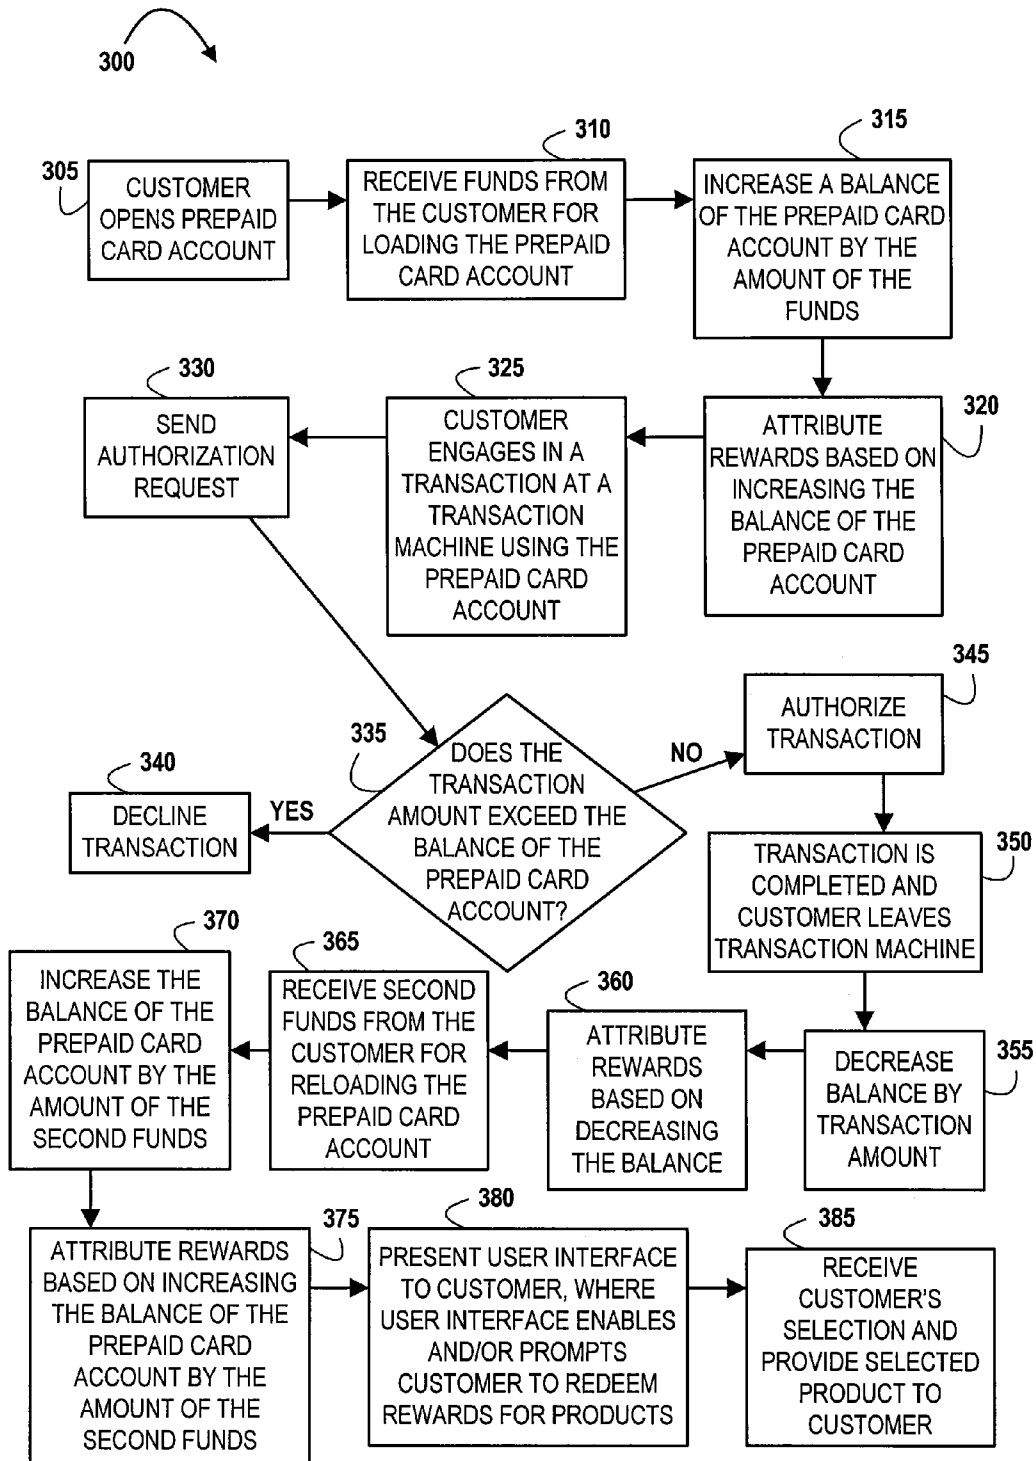 300
305
CUSTOMER
OPENS PREPAID
CARD ACCOUNT
310
RECEIVE FUNDS FROM
THE CUSTOMER FOR
LOADING THE PREPAID
CARD ACCOUNT
315
INCREASE A BALANCE
OF THE PREPAID CARD
ACCOUNT BY THE
AMOUNT OF THE
FUNDS
320
ATTRIBUTE
REWARDS BASED ON
INCREASING THE
BALANCE OF THE
PREPAID CARD
ACCOUNT
325
CUSTOMER
ENGAGES IN A
TRANSACTION AT A
TRANSACTION
MACHINE USING THE
PREPAID CARD
ACCOUNT
330
SEND
AUTHORIZATION
REQUEST
335
DOES THE
TRANSACTION
AMOUNT EXCEED THE
BALANCE OF THE
PREPAID CARD
ACCOUNT?
YES
340
DECLINE
TRANSACTION
NO
345
AUTHORIZE
TRANSACTION
350
TRANSACTION IS
COMPLETED AND
CUSTOMER LEAVES
TRANSACTION MACHINE
355
DECREASE
BALANCE BY
TRANSACTION
AMOUNT
360
ATTRIBUTE
REWARDS
BASED ON
DECREASING
THE BALANCE
365
RECEIVE SECOND
FUNDS FROM THE
CUSTOMER FOR
RELOADING THE
PREPAID CARD
ACCOUNT
370
INCREASE THE
BALANCE OF THE
PREPAID CARD
ACCOUNT BY THE
AMOUNT OF THE
SECOND FUNDS
375
ATTRIBUTE REWARDS
BASED ON INCREASING
THE BALANCE OF THE
PREPAID CARD
ACCOUNT BY THE
AMOUNT OF THE
SECOND FUNDS
380
PRESENT USER INTERFACE
TO CUSTOMER, WHERE
USER INTERFACE ENABLES
AND/OR PROMPTS
CUSTOMER TO REDEEM
REWARDS FOR PRODUCTS
385
RECEIVE
CUSTOMER'S
SELECTION AND
PROVIDE SELECTED
PRODUCT TO
CUSTOMER